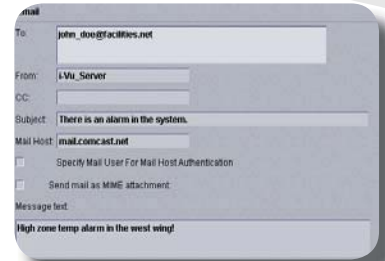 Email
To: john_doe@facilities.net
From: i-Vu_Server
CC:
Subject: There is an alarm in the system.
Mail Host: mail.comcast.net
Specify Mail User For Mail Host Authentication
Send mail as MIME attachment
Message text
High zone temp alarm in the west wing!